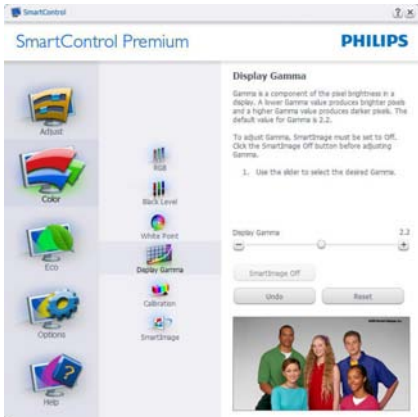 SmartControl
SmartControl Premium
PHILIPS
Adjust
Color
Eco
Options
Help
RGB
Black Level
White Point
Display Gamma
Calibration
SmartImage
Display Gamma
Gamma is a component of the pixel brightness in a
display. A lower Gamma value produces brighter pixels
and a higher Gamma value produces darker pixels. The
default value for Gamma is 2.2.
To adjust Gamma, SmartImage must be set to Off.
Click the SmartImage Off button before adjusting
Gamma.
1. Use the slider to select the desired Gamma.
Display Gamma 2.2
SmartImage Off
Undo Reset